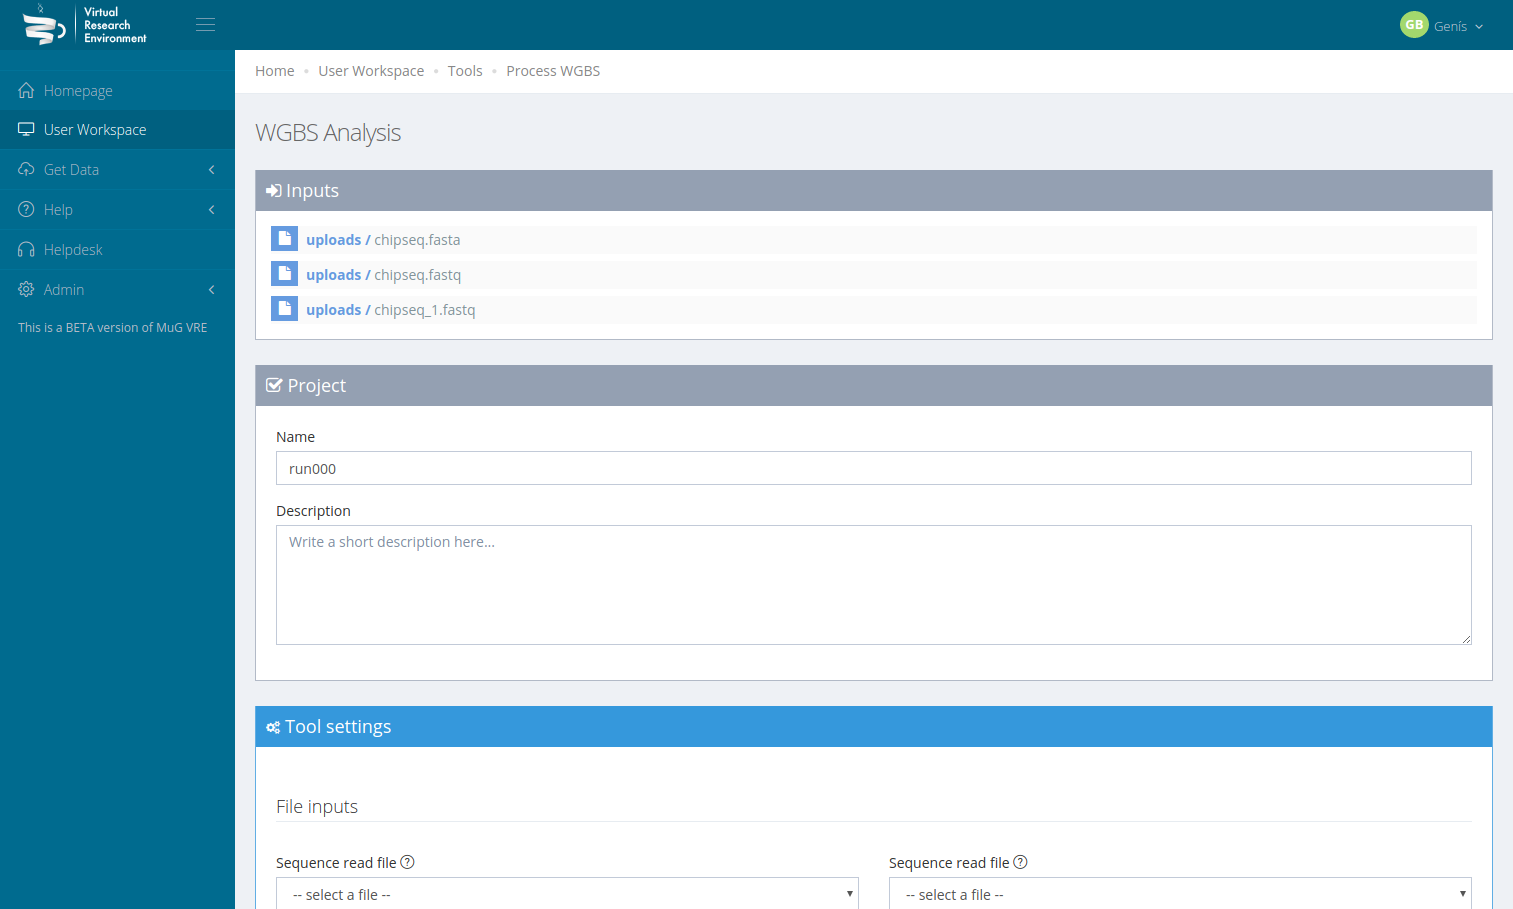 Virtual
Research
Environment
GB Genís
Homepage
User Workspace
Get Data
Help
Helpdesk
Admin
This is a BETA version of MuG VRE
Home • User Workspace • Tools • Process WGBS
WGBS Analysis
Inputs
uploads / chipseq.fasta
uploads / chipseq.fastq
uploads / chipseq_1.fastq
Project
Name
run000
Description
Write a short description here...
Tool settings
File inputs
Sequence read file ?
-- select a file --
Sequence read file ?
-- select a file --